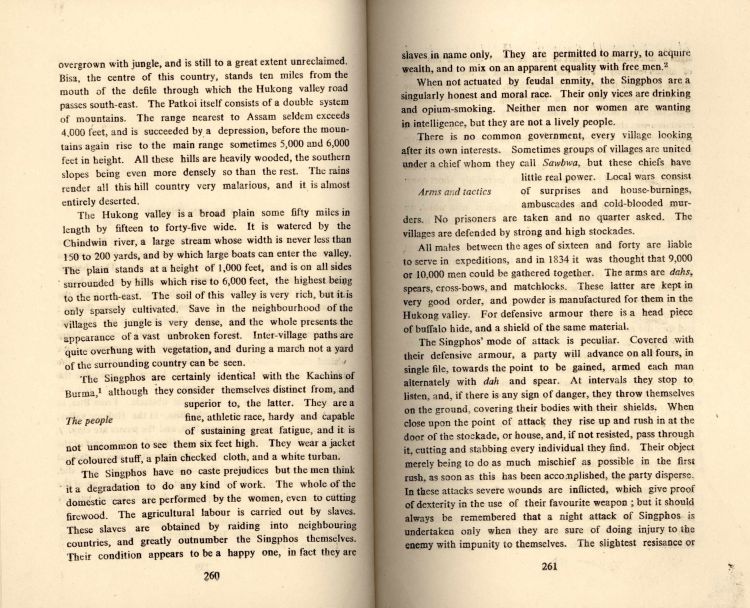 overgrown with jungle, and is still to a great extent unreclaimed.
Bisa, the centre of this country, stands ten miles from the
mouth of the defile through which the Hukong valley road
passes south-east. The Patkoi itself consists of a double system
of mountains. The range nearest to Assam seldem exceeds
4,000 feet, and is succeeded by a depression, before the moun-
tains again rise to the main range sometimes 5,000 and 6,000
feet in height. All these hills are heavily wooded, the southern
slopes being even more densely so than the rest. The rains
render all this hill country very malarious, and it is almost
entirely deserted.
The Hukong valley is a broad plain some fifty miles in
length by fifteen to forty-five wide. It is watered by the
Chindwin river, a large stream whose width is never less than
150 to 200 yards, and by which large boats can enter the valley.
The plain stands at a height of 1,000 feet, and is on all sides
surrounded by hills which rise to 6,000 feet, the highest being
to the north-east. The soil of this valley is very rich, but it is
only sparsely cultivated. Save in the neighbourhood of the
villages the jungle is very dense, and the whole presents the
appearance of a vast unbroken forest. Inter-village paths are
quite overhung with vegetation, and during a march not a yard
of the surrounding country can be seen.
The Singphos are certainly identical with the Kachins of
Burma,¹ although they consider themselves distinct from, and
superior to, the latter. They are a
The people fine, athletic race, hardy and capable
of sustaining great fatigue, and it is
not uncommon to see them six feet high. They wear a jacket
of coloured stuff, a plain checked cloth, and a white turban.
The Singphos have no caste prejudices but the men think
it a degradation to do any kind of work. The whole of the
domestic cares are performed by the women, even to cutting
firewood. The agricultural labour is carried out by slaves.
These slaves are obtained by raiding into neighbouring
countries, and greatly outnumber the Singphos themselves.
Their condition appears to be a happy one, in fact they are
260
slaves in name only. They are permitted to marry, to acquire
wealth, and to mix on an apparent equality with free men.²
When not actuated by feudal enmity, the Singphos are a
singularly honest and moral race. Their only vices are drinking
and opium-smoking. Neither men nor women are wanting
in intelligence, but they are not a lively people.
There is no common government, every village looking
after its own interests. Sometimes groups of villages are united
under a chief whom they call Sawbwa, but these chiefs have
little real power. Local wars consist
Arms and tactics of surprises and house-burnings,
ambuscades and cold-blooded mur-
ders. No prisoners are taken and no quarter asked. The
villages are defended by strong and high stockades.
All males between the ages of sixteen and forty are liable
to serve in expeditions, and in 1834 it was thought that 9,000
or 10,000 men could be gathered together. The arms are dahs,
spears, cross-bows, and matchlocks. These latter are kept in
very good order, and powder is manufactured for them in the
Hukong valley. For defensive armour there is a head piece
of buffalo hide, and a shield of the same material.
The Singphos' mode of attack is peculiar. Covered with
their defensive armour, a party will advance on all fours, in
single file, towards the point to be gained, armed each man
alternately with dah and spear. At intervals they stop to
listen, and, if there is any sign of danger, they throw themselves
on the ground, covering their bodies with their shields. When
close upon the point of attack they rise up and rush in at the
door of the stockade, or house, and, if not resisted, pass through
it, cutting and stabbing every individual they find. Their object
merely being to do as much mischief as possible in the first
rush, as soon as this has been accomplished, the party disperse.
In these attacks severe wounds are inflicted, which give proof
of dexterity in the use of their favourite weapon ; but it should
always be remembered that a night attack of Singphos is
undertaken only when they are sure of doing injury to the
enemy with impunity to themselves. The slightest resisance or
261